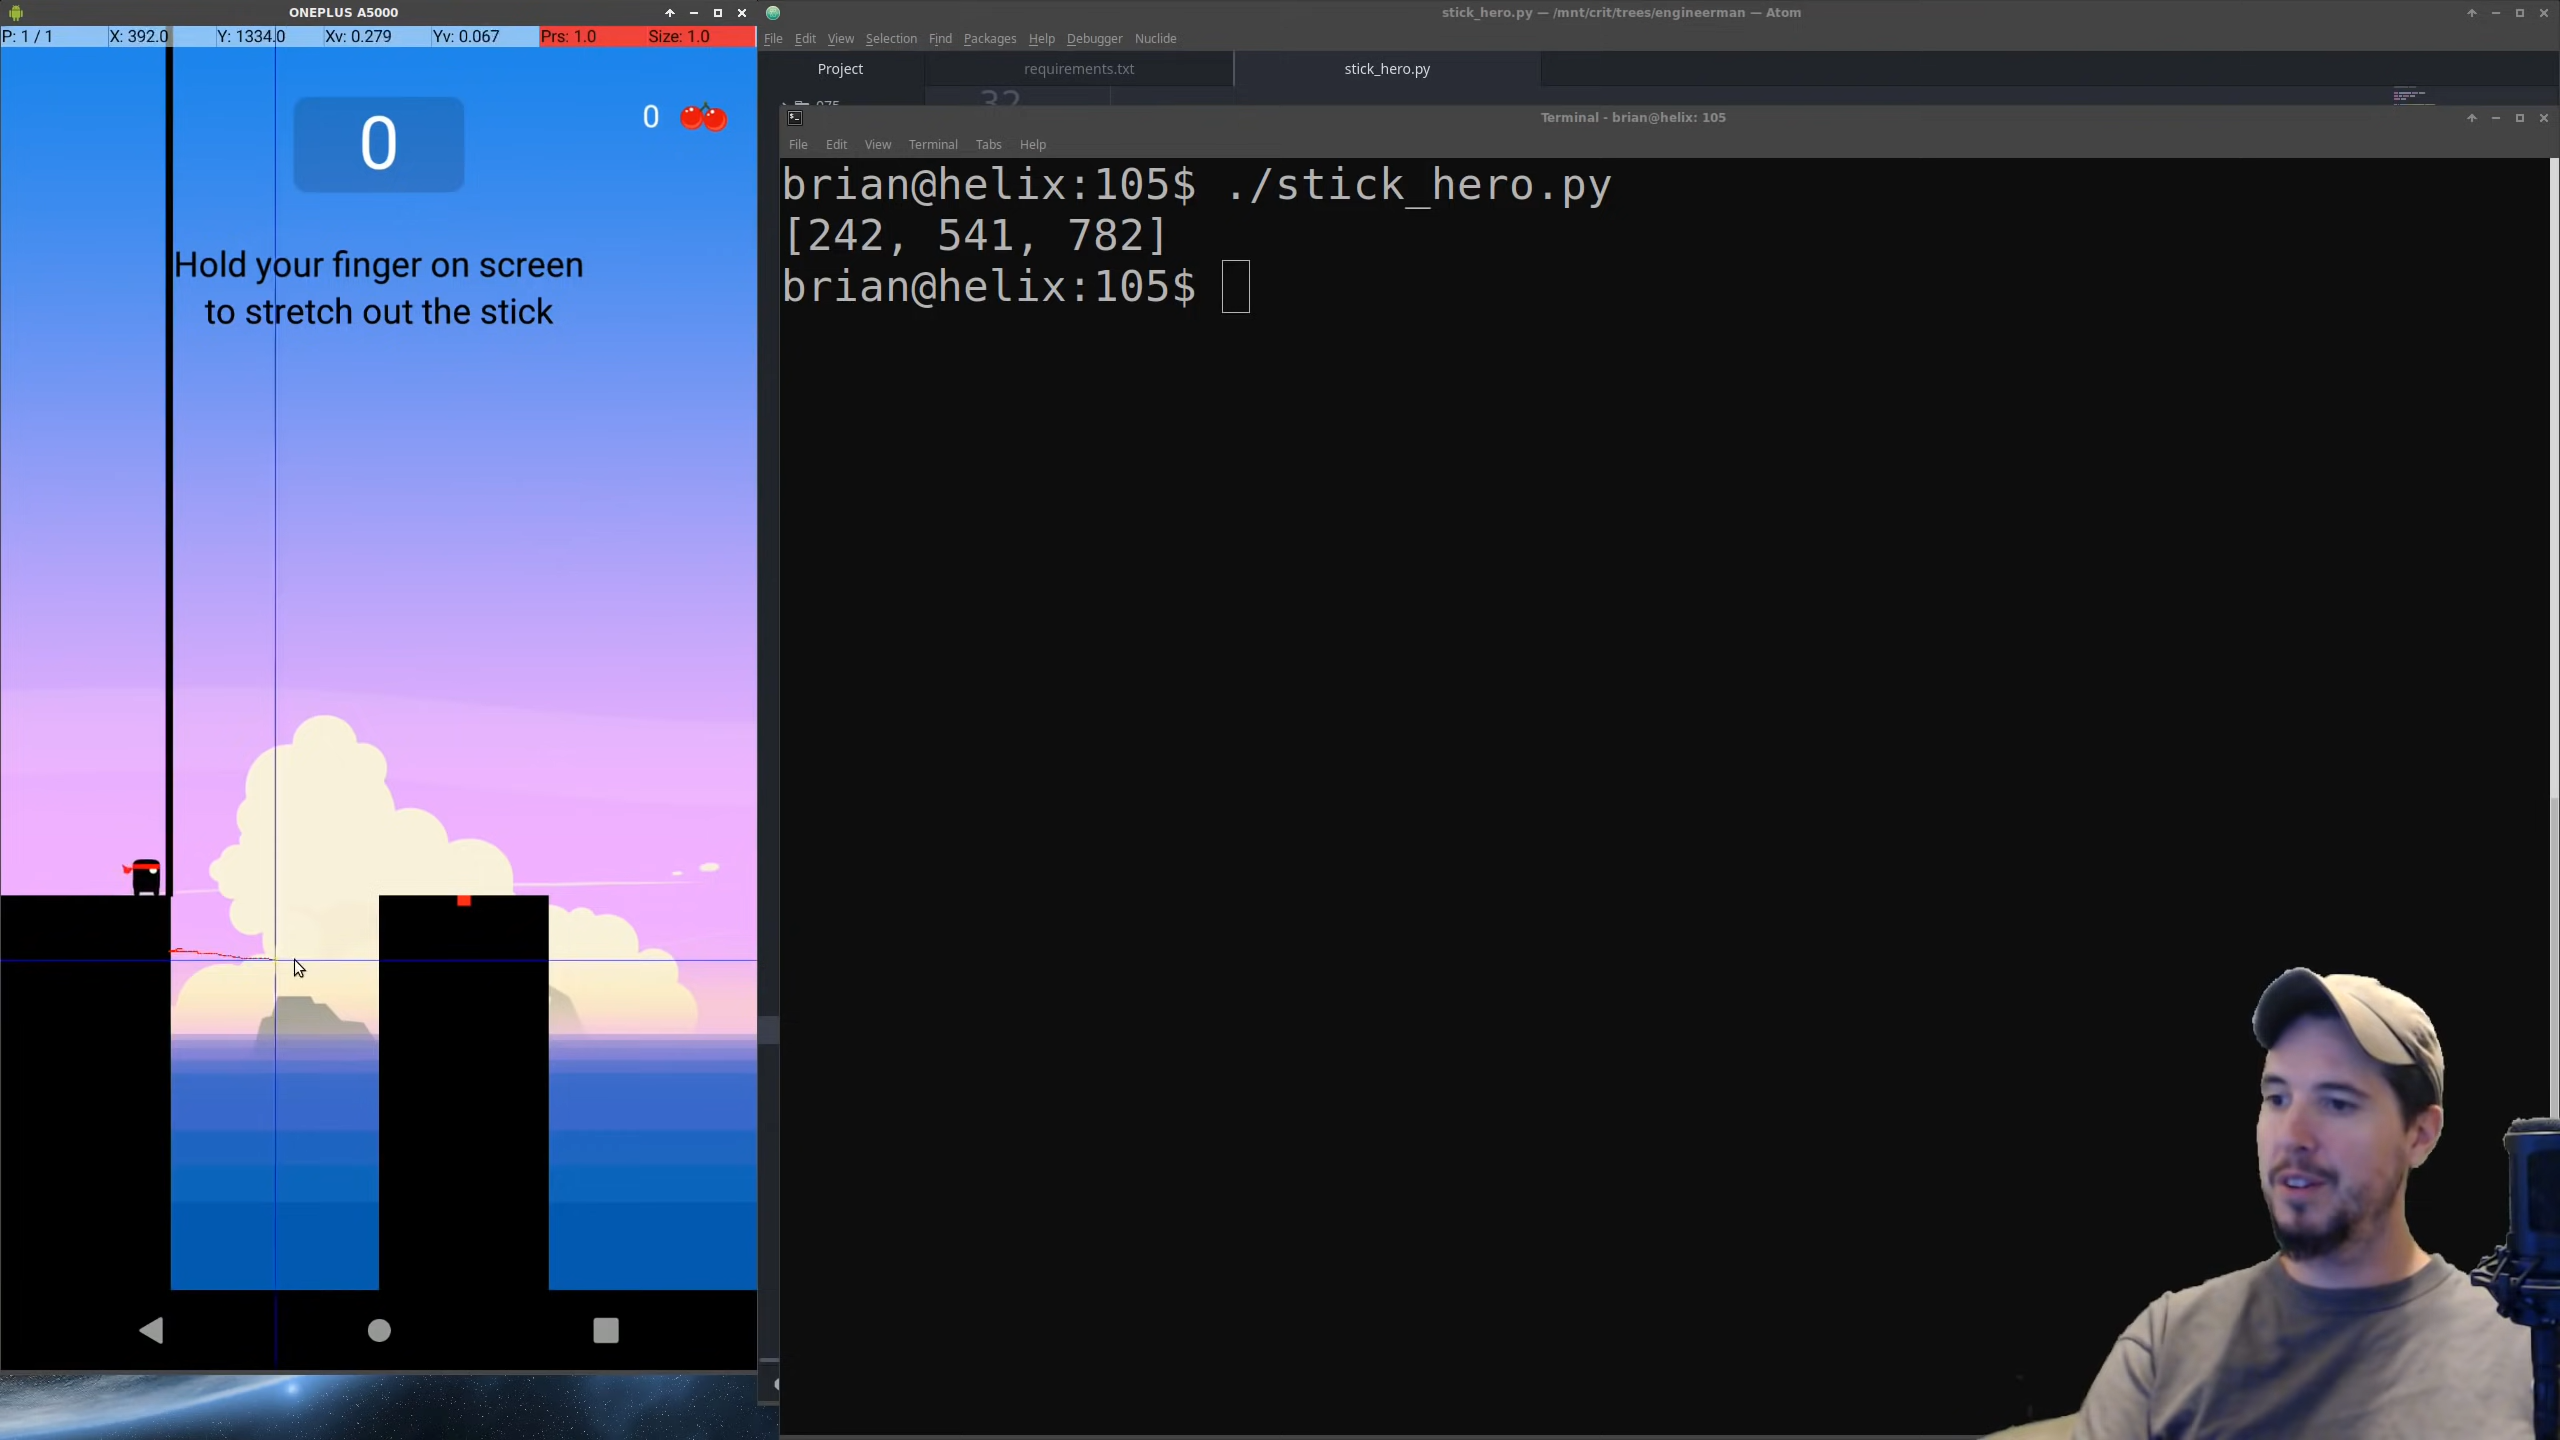 ONEPLUS A5000
P: 1 / 1 X: 392.0 Y: 1334.0 Xv: 0.279 Yv: 0.067 Prs: 1.0 Size: 1.0
0
0
Hold your finger on screen
to stretch out the stick
stick_hero.py — /mnt/crit/trees/engineerman — Atom
File Edit View Selection Find Packages Help Debugger Nuclide
Project requirements.txt stick_hero.py
32
Terminal - brian@helix: 105
File Edit View Terminal Tabs Help
brian@helix:105$ ./stick_hero.py
[242, 541, 782]
brian@helix:105$